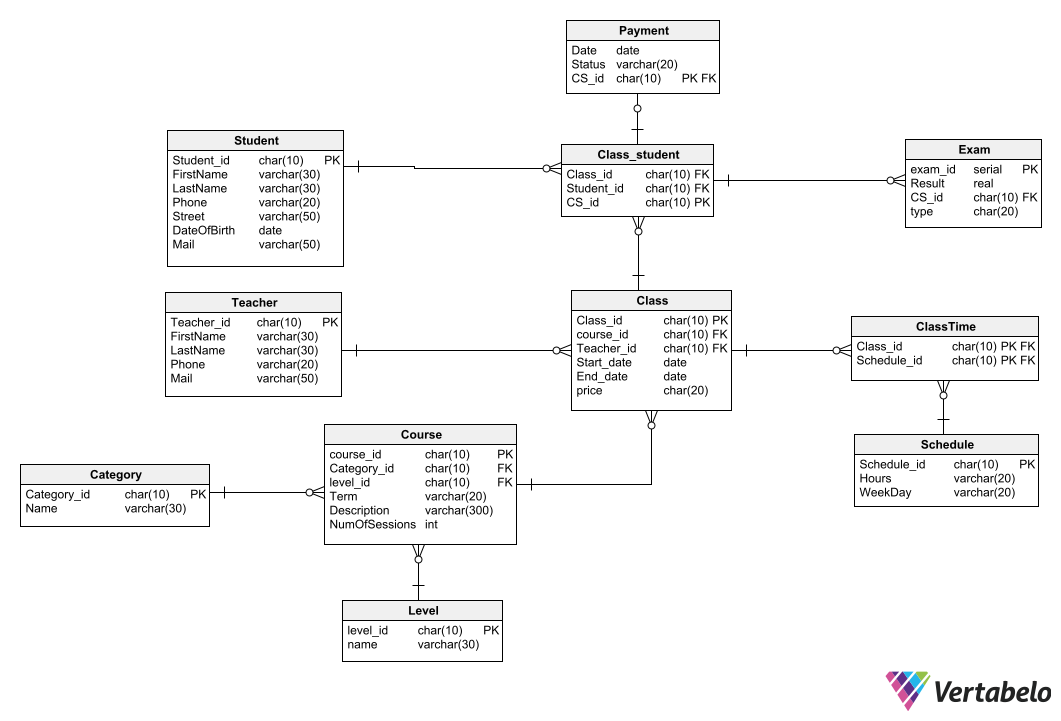 Payment
Date date
Status varchar(20)
CS_id char(10) PK FK
Student
Student_id char(10) PK
FirstName varchar(30)
LastName varchar(30)
Phone varchar(20)
Street varchar(50)
DateOfBirth date
Mail varchar(50)
Class_student
Class_id char(10) FK
Student_id char(10) FK
CS_id char(10) PK
Exam
exam_id serial PK
Result real
CS_id char(10) FK
type char(20)
Teacher
Teacher_id char(10) PK
FirstName varchar(30)
LastName varchar(30)
Phone varchar(20)
Mail varchar(50)
Class
Class_id char(10) PK
course_id char(10) FK
Teacher_id char(10) FK
Start_date date
End_date date
price char(20)
ClassTime
Class_id char(10) PK FK
Schedule_id char(10) PK FK
Course
course_id char(10) PK
Category_id char(10) FK
level_id char(10) FK
Term varchar(20)
Description varchar(300)
NumOfSessions int
Schedule
Schedule_id char(10) PK
Hours varchar(20)
WeekDay varchar(20)
Category
Category_id char(10) PK
Name varchar(30)
Level
level_id char(10) PK
name varchar(30)
Vertabelo